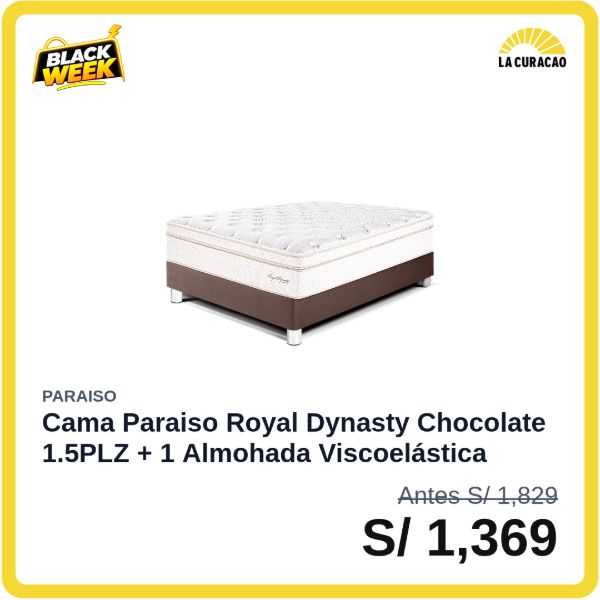 BLACK
WEEK
LA CURACAO
PARAISO
Cama Paraiso Royal Dynasty Chocolate
1.5PLZ + 1 Almohada Viscoelástica
Antes S/ 1,829
S/ 1,369